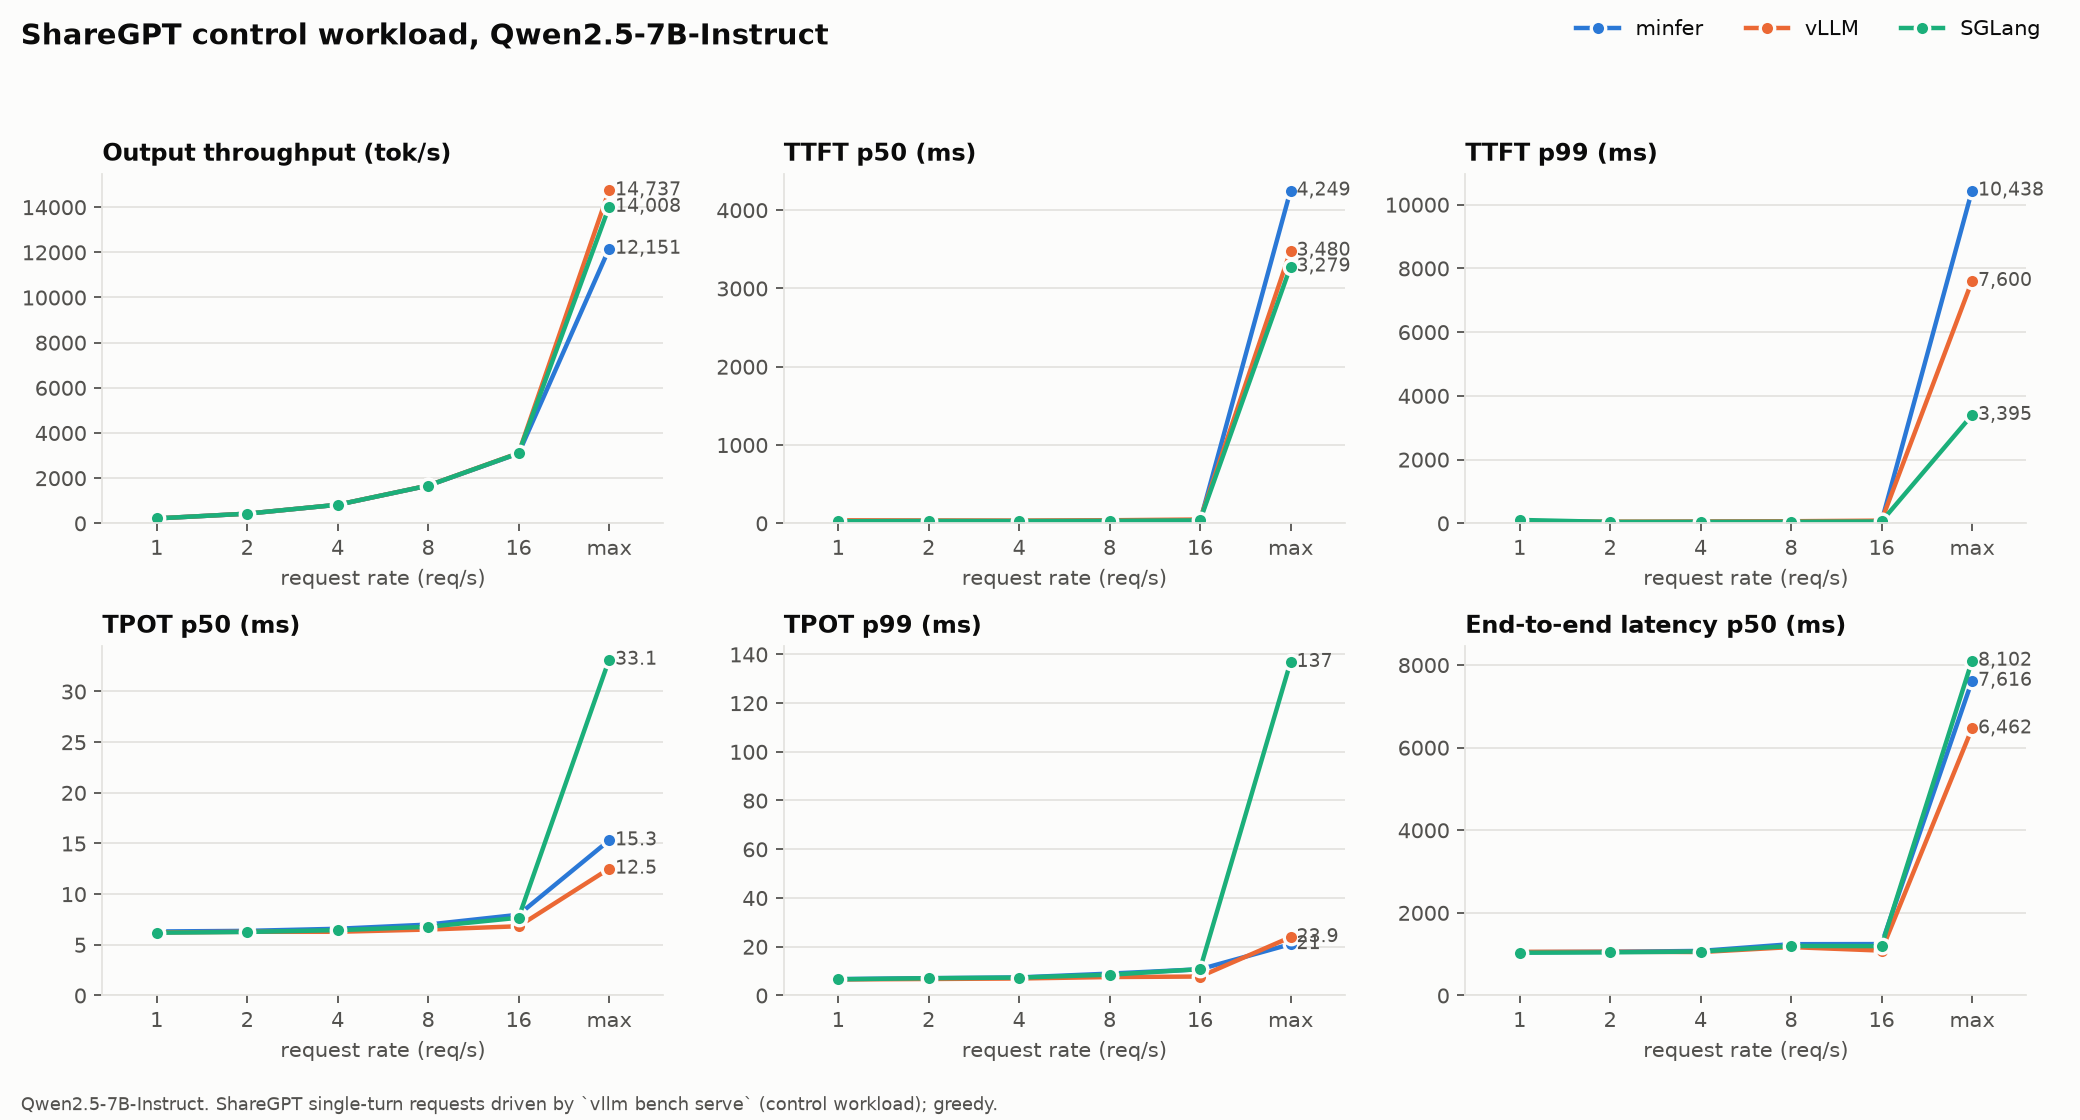 ShareGPT control workload, Qwen2.5-7B-Instruct
minfer
vLLM
SGLang
Output throughput (tok/s)
14000
12000
10000
8000
6000
4000
2000
0
14,737
14,008
12,151
1 2 4 8 16 max
request rate (req/s)
TTFT p50 (ms)
4000
3000
2000
1000
0
4,249
3,480
3,279
1 2 4 8 16 max
request rate (req/s)
TTFT p99 (ms)
10000
8000
6000
4000
2000
0
10,438
7,600
3,395
1 2 4 8 16 max
request rate (req/s)
TPOT p50 (ms)
30
25
20
15
10
5
0
33.1
15.3
12.5
1 2 4 8 16 max
request rate (req/s)
TPOT p99 (ms)
140
120
100
80
60
40
20
0
137
23.9
21
1 2 4 8 16 max
request rate (req/s)
End-to-end latency p50 (ms)
8000
6000
4000
2000
0
8,102
7,616
6,462
1 2 4 8 16 max
request rate (req/s)
Qwen2.5-7B-Instruct. ShareGPT single-turn requests driven by `vllm bench serve` (control workload); greedy.